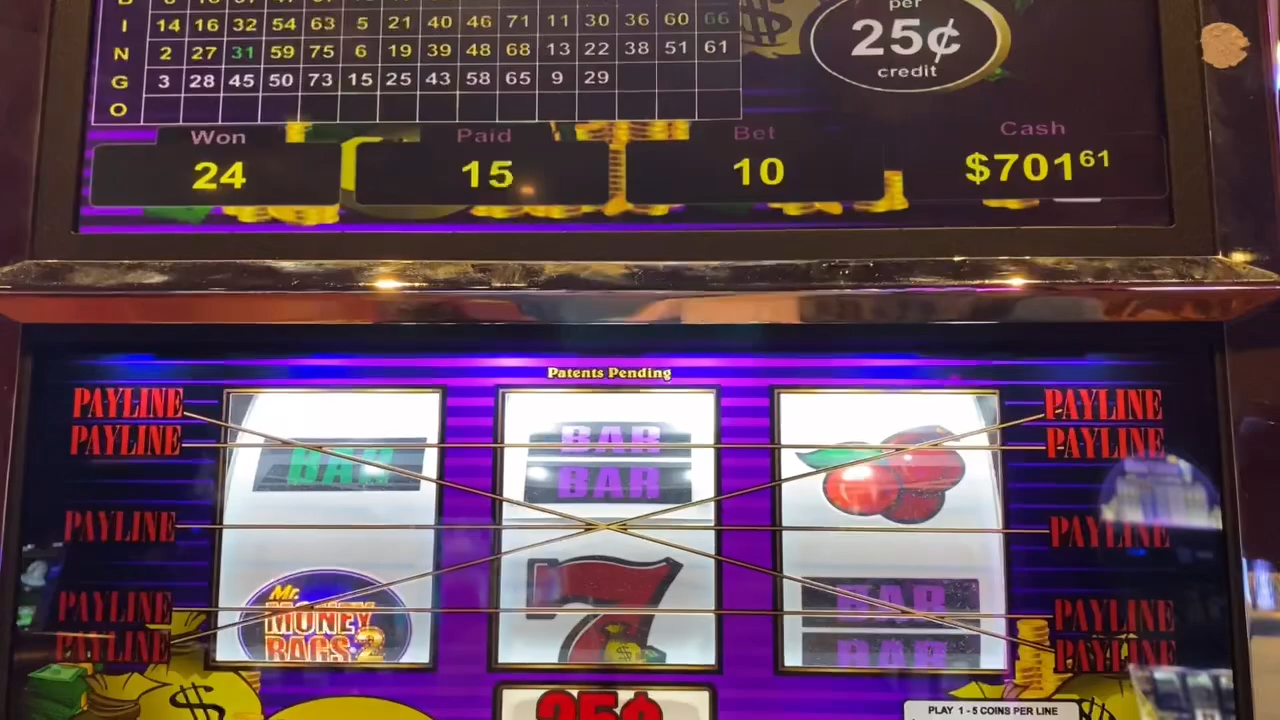 per
I 14 16 32 54 63 5 21 40 46 71 11 30 36 60 66
25¢
N 2 27 31 59 75 6 19 39 48 68 13 22 38 51 61
credit
G 3 28 45 50 73 15 25 43 58 65 9 29
O
Won Paid Bet Cash
24 15 10 $701 61
Patents Pending
PAYLINE PAYLINE
PAYLINE PAYLINE
BAR
BAR BAR
PAYLINE PAYLINE
PAYLINE BAR PAYLINE
Mr.
MONEY
BAGS 2
PAYLINE BAR PAYLINE
$
25¢
PLAY 1 - 5 COINS PER LINE